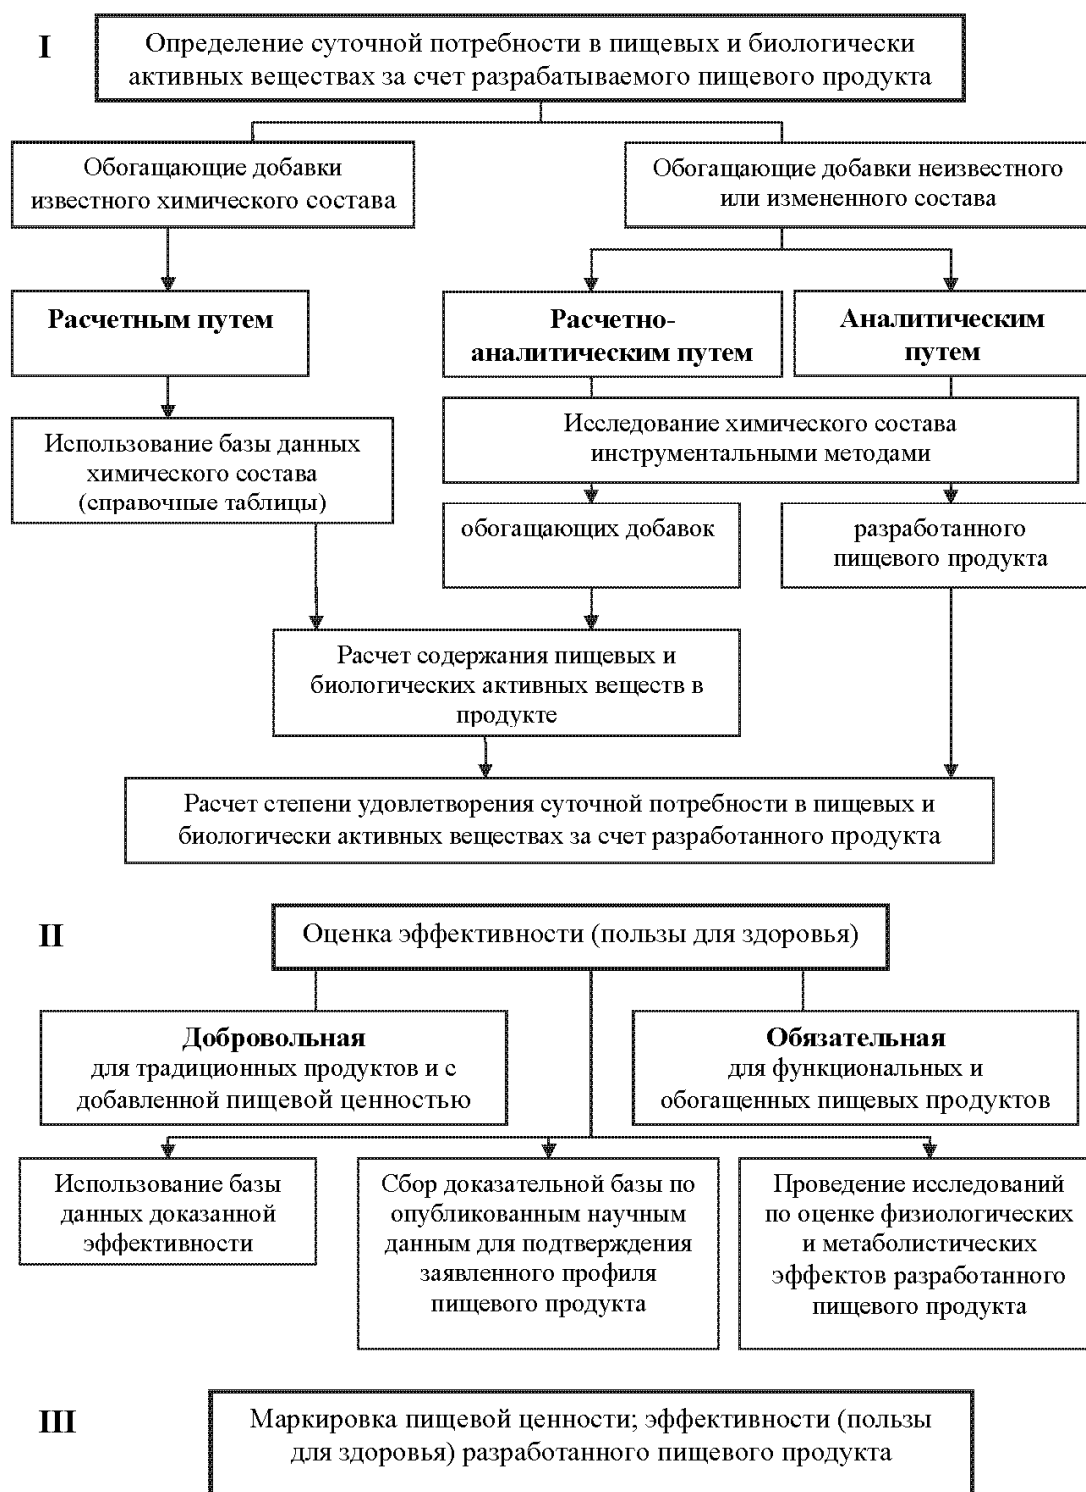 I
Определение суточной потребности в пищевых и биологически
активных веществах за счет разрабатываемого пищевого продукта
Обогащающие добавки
известного химического состава
Обогащающие добавки неизвестного
или измененного состава
Расчетным путем
Расчетно-
аналитическим путем
Аналитическим
путем
Использование базы данных
химического состава
(справочные таблицы)
Исследование химического состава
инструментальными методами
обогащающих добавок
разработанного
пищевого продукта
Расчет содержания пищевых и
биологических активных веществ в
продукте
Расчет степени удовлетворения суточной потребности в пищевых и
биологически активных веществах за счет разработанного продукта
II
Оценка эффективности (пользы для здоровья)
Добровольная
для традиционных продуктов и с
добавленной пищевой ценностью
Обязательная
для функциональных и
обогащенных пищевых продуктов
Использование базы
данных доказанной
эффективности
Сбор доказательной базы по
опубликованным научным
данным для подтверждения
заявленного профиля
пищевого продукта
Проведение исследований
по оценке физиологических
и метаболистических
эффектов разработанного
пищевого продукта
III
Маркировка пищевой ценности; эффективности (пользы
для здоровья) разработанного пищевого продукта